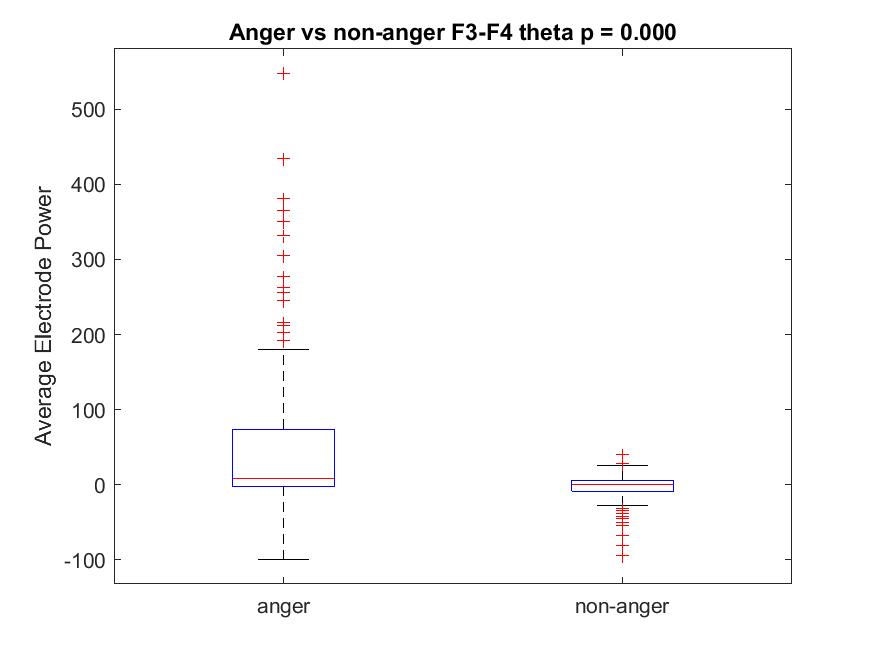 Anger vs non-anger F3-F4 theta p = 0.000
Average Electrode Power
500
400
300
200
100
0
-100
anger
non-anger